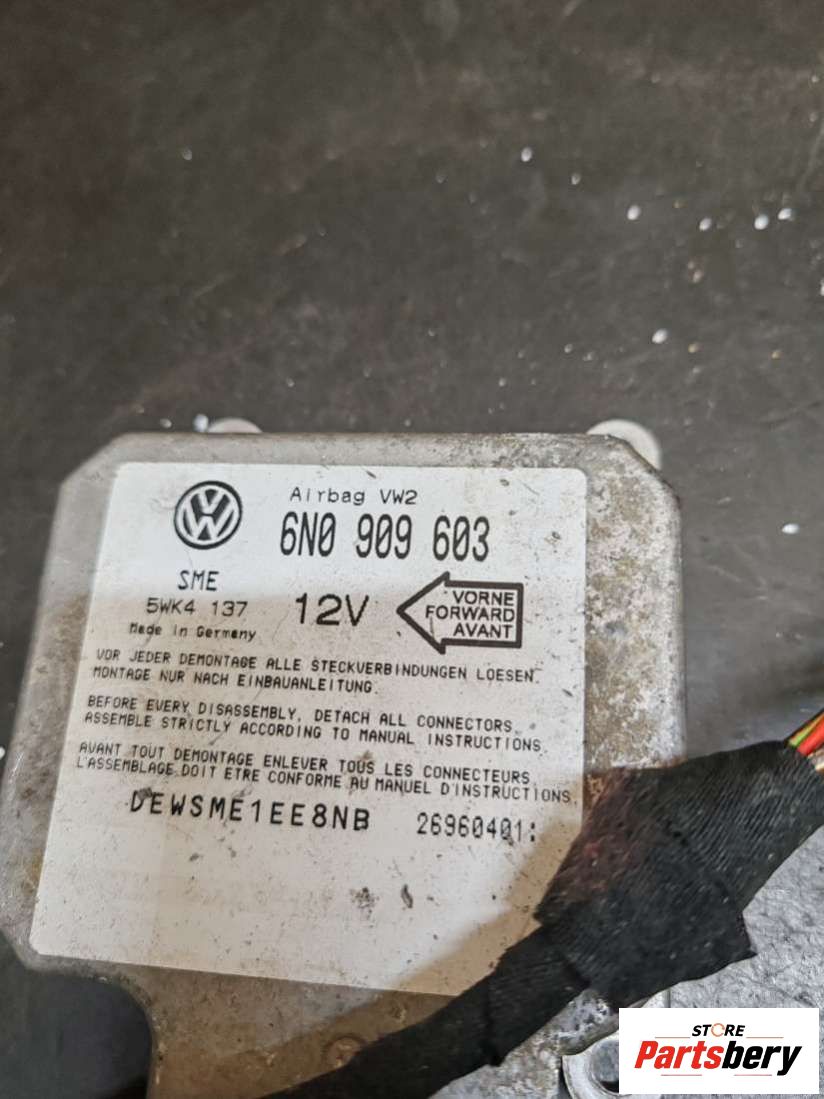 Airbag VW2
6N0 909 603
SME
5WK4 137
12V
VORNE
FORWARD
AVANT
Made in Germany
VOR JEDER DEMONTAGE ALLE STECKVERBINDUNGEN LOESEN.
MONTAGE NUR NACH EINBAUANLEITUNG.
BEFORE EVERY DISASSEMBLY, DETACH ALL CONNECTORS.
ASSEMBLE STRICTLY ACCORDING TO MANUAL INSTRUCTIONS.
AVANT TOUT DEMONTAGE ENLEVER TOUS LES CONNECTEURS.
L'ASSEMBLAGE DOIT ETRE CONFORME AU MANUEL D'INSTRUCTIONS.
DEWSME1EE8NB 26960401:
STORE
Partsbery